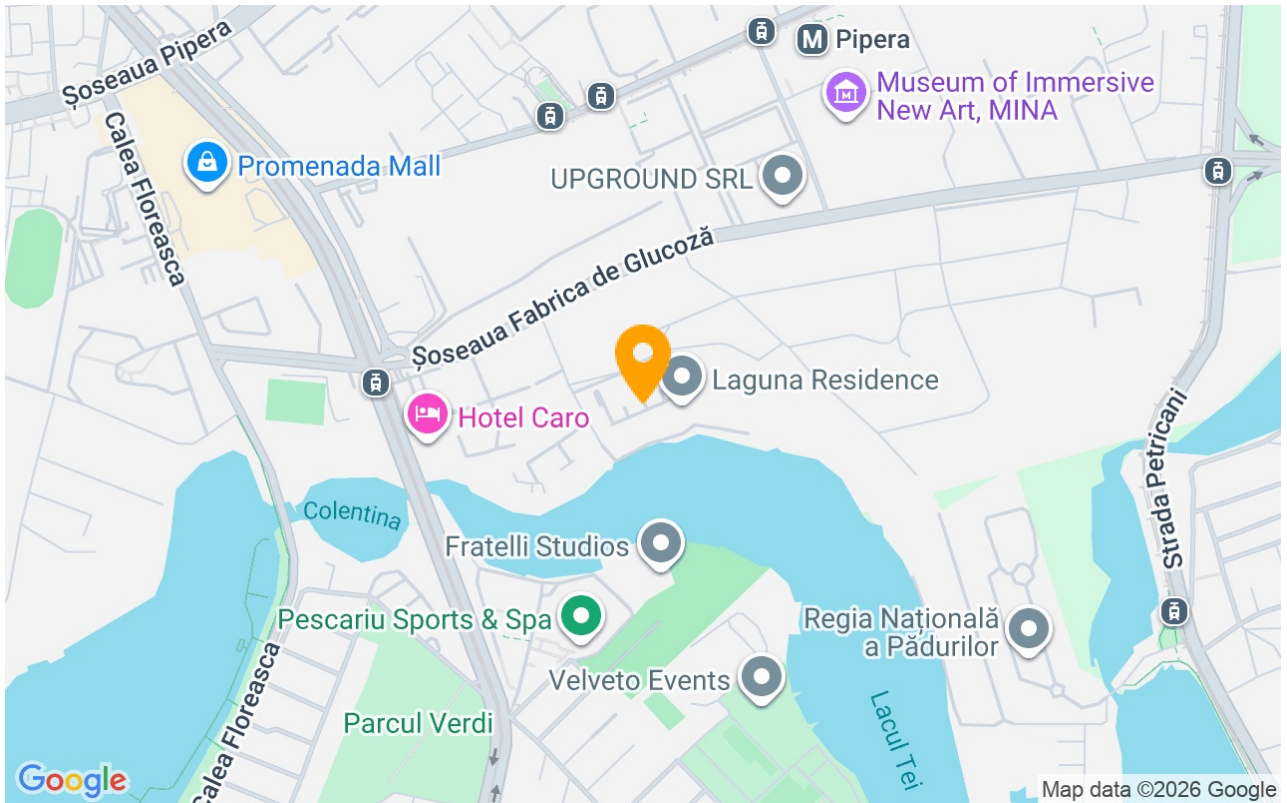 Șoseaua Pipera
M Pipera
Museum of Immersive
New Art, MINA
Calea Floreasca
Promenada Mall
UPGROUND SRL
Șoseaua Fabrica de Glucoză
Laguna Residence
Hotel Caro
Strada Petricani
Colentina
Fratelli Studios
Pescariu Sports & Spa
Regia Națională
a Pădurilor
Velveto Events
Calea Floreasca
Parcul Verdi
Lacul Tei
Google
Map data ©2026 Google